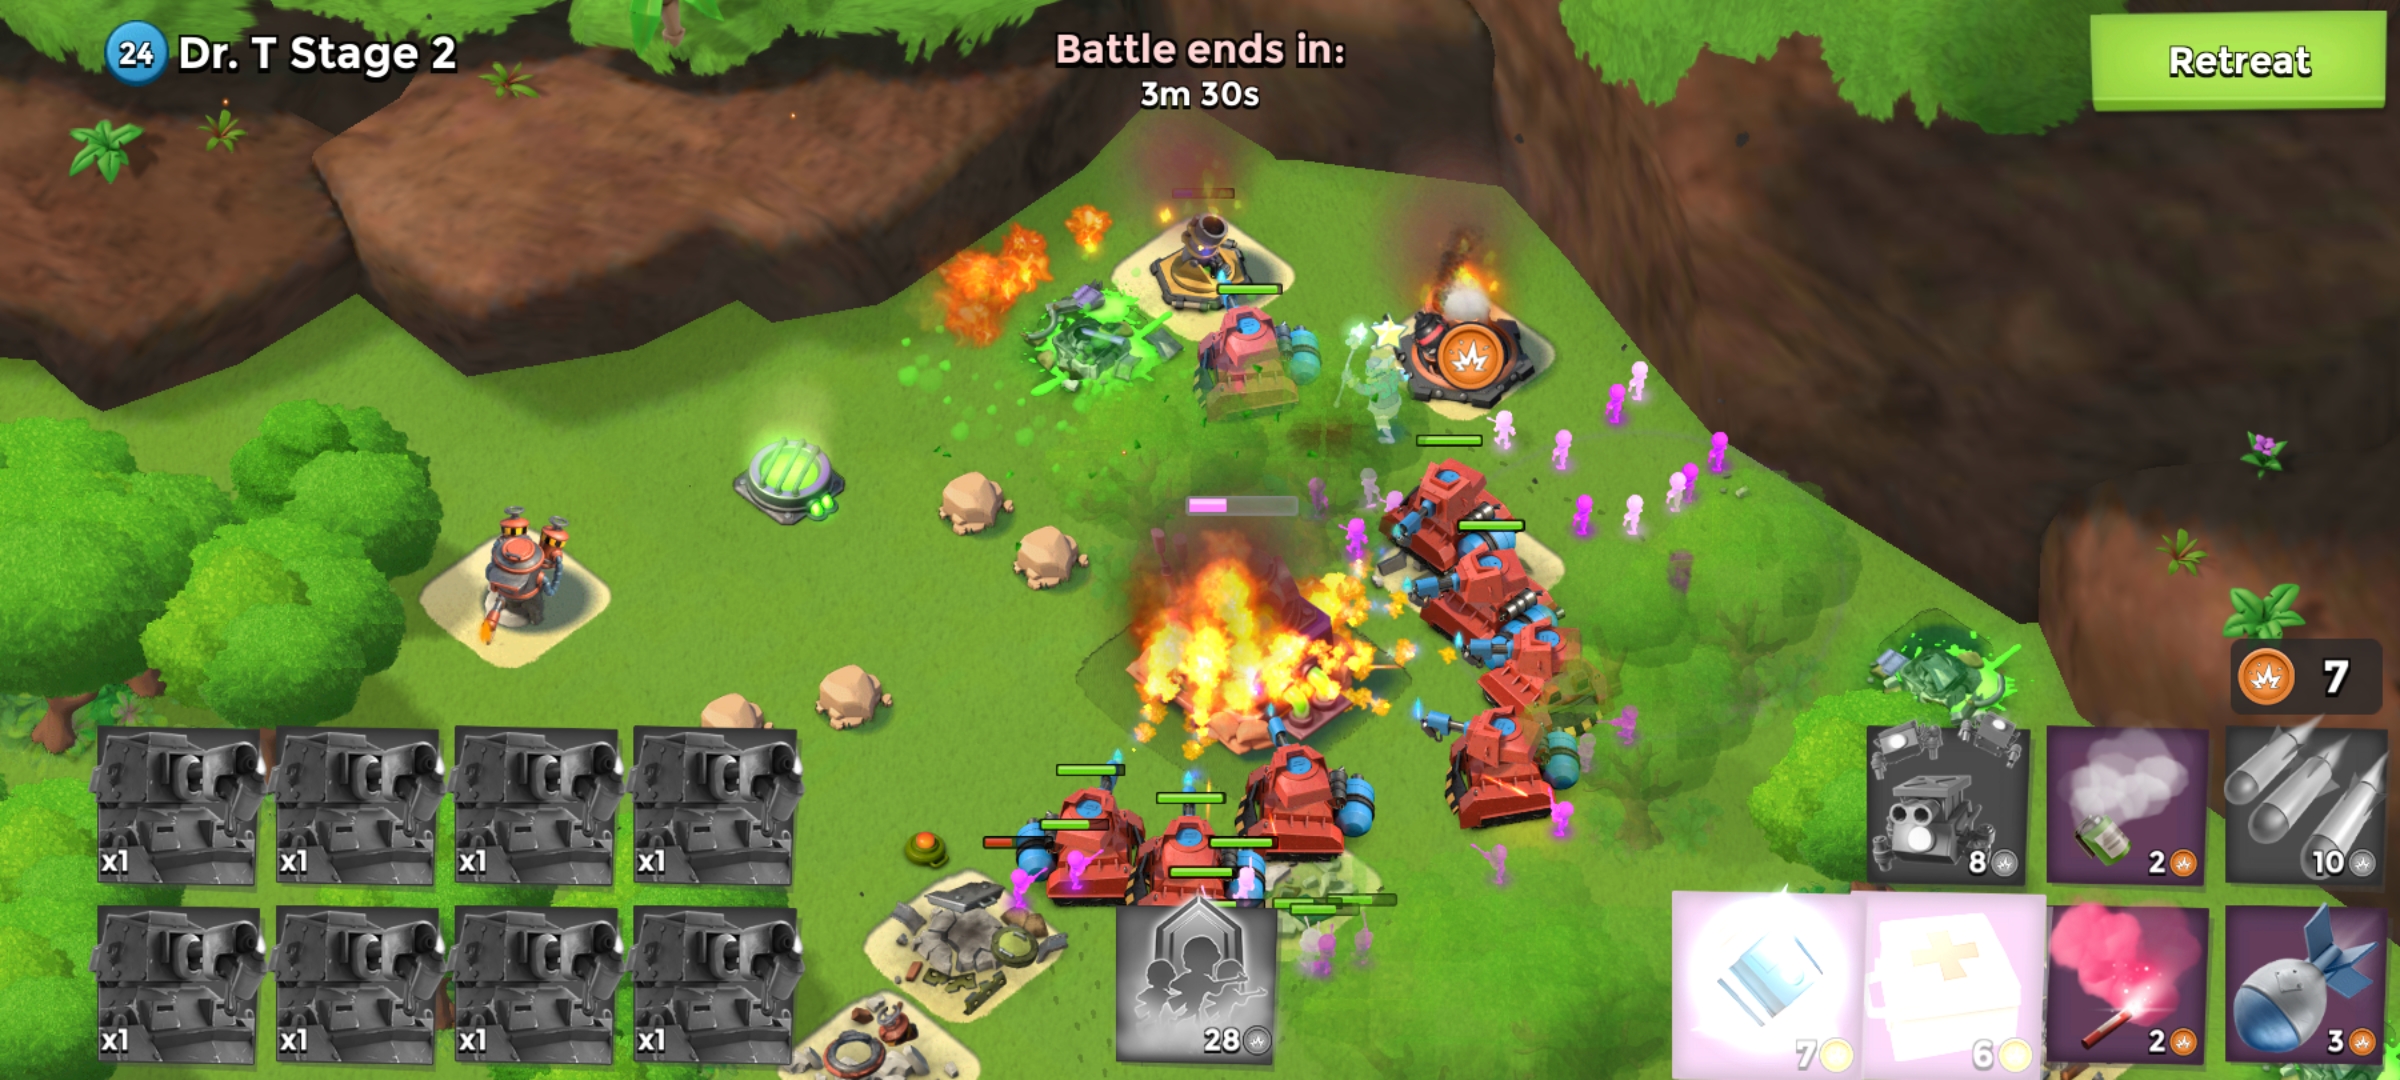 24 Dr. T Stage 2
Battle ends in:
3m 30s
Retreat
7
x1 x1 x1 x1
8 2 10
x1 x1 x1 x1
28
7 6 2 3